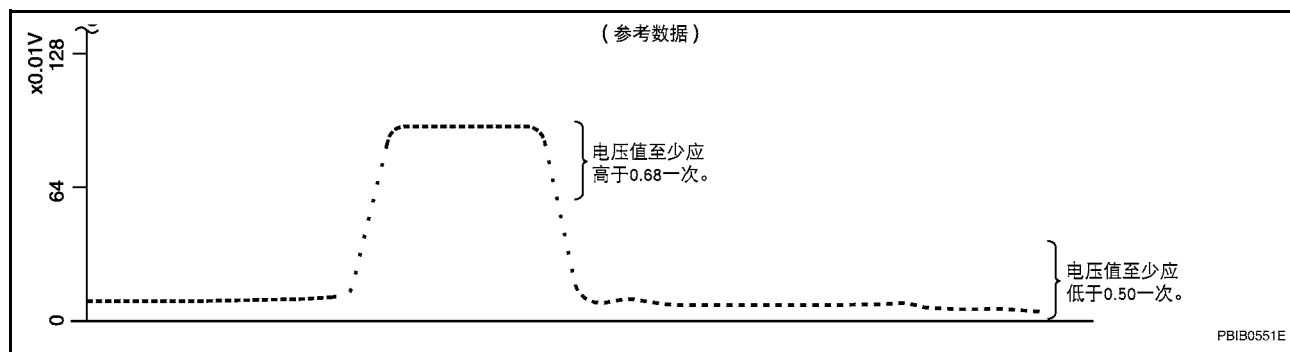 (参考数据)
x0.01V
128
64
0
电压值至少应
高于0.68一次。
电压值至少应
低于0.50一次。
PBIB0551E